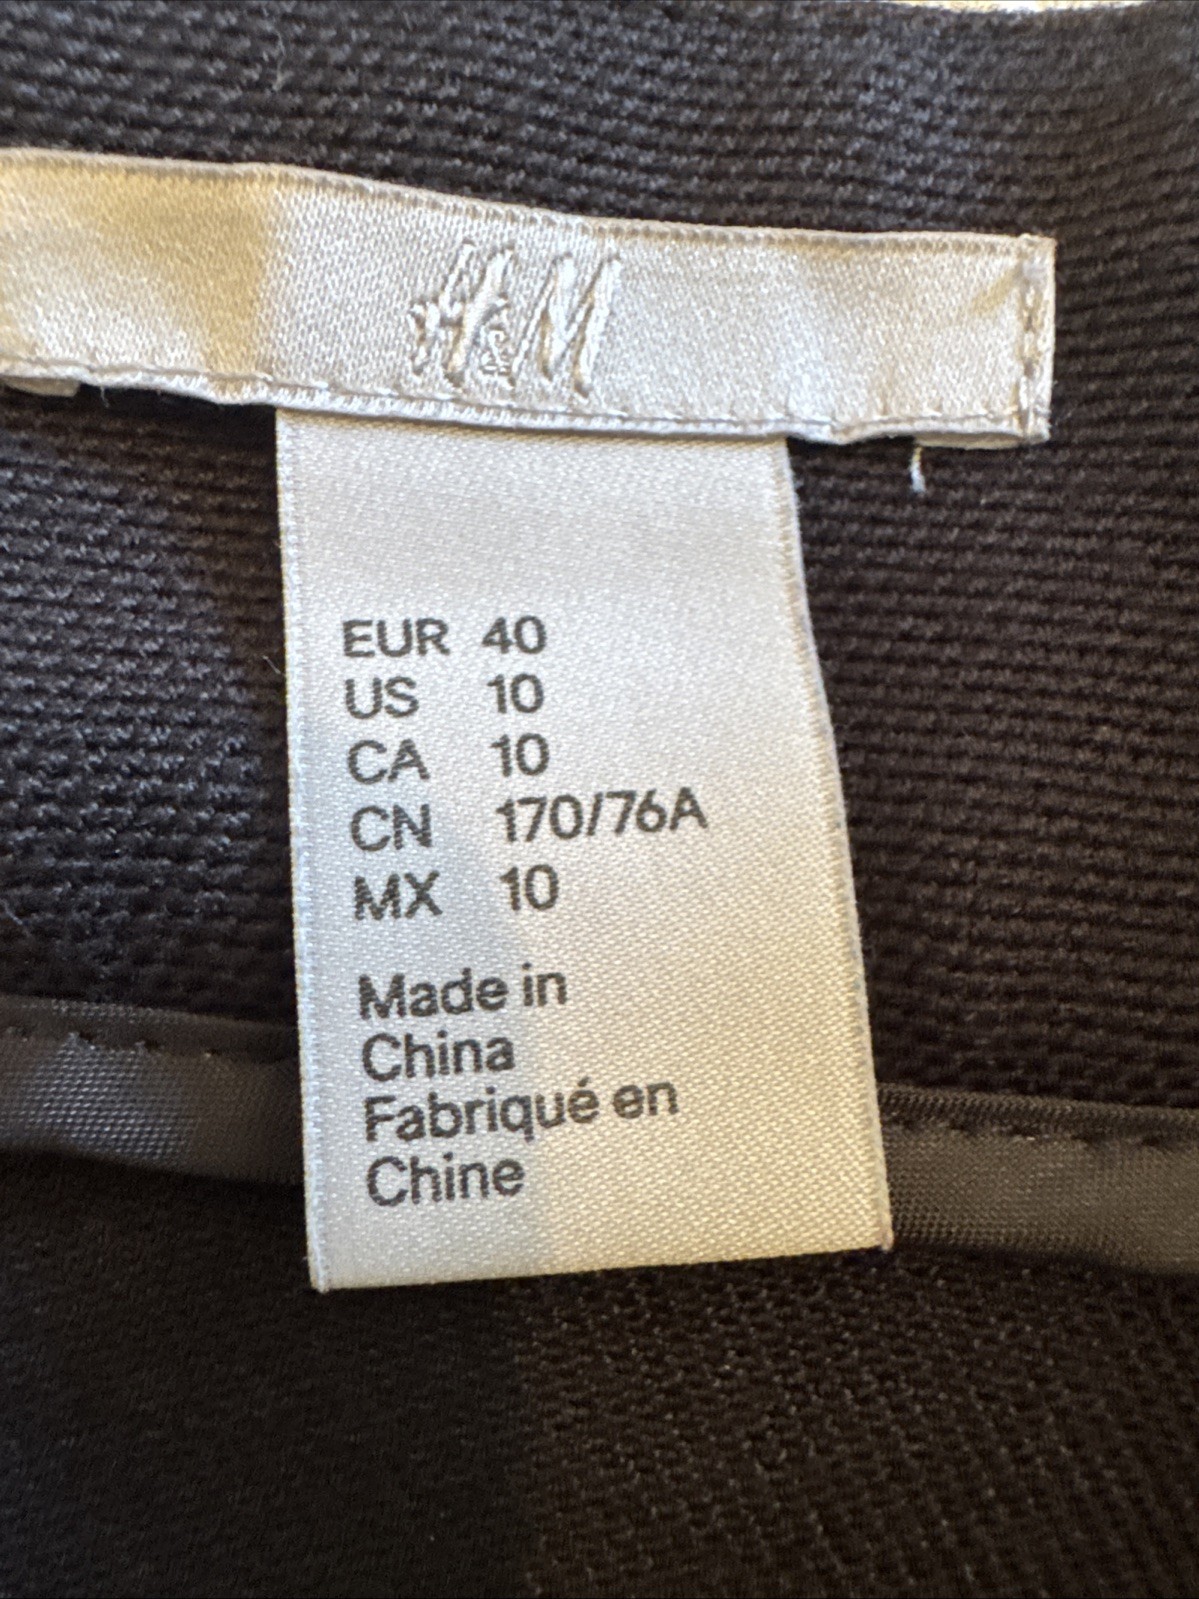 H&M
EUR 40
US 10
CA 10
CN 170/76A
MX 10
Made in
China
Fabriqué en
Chine